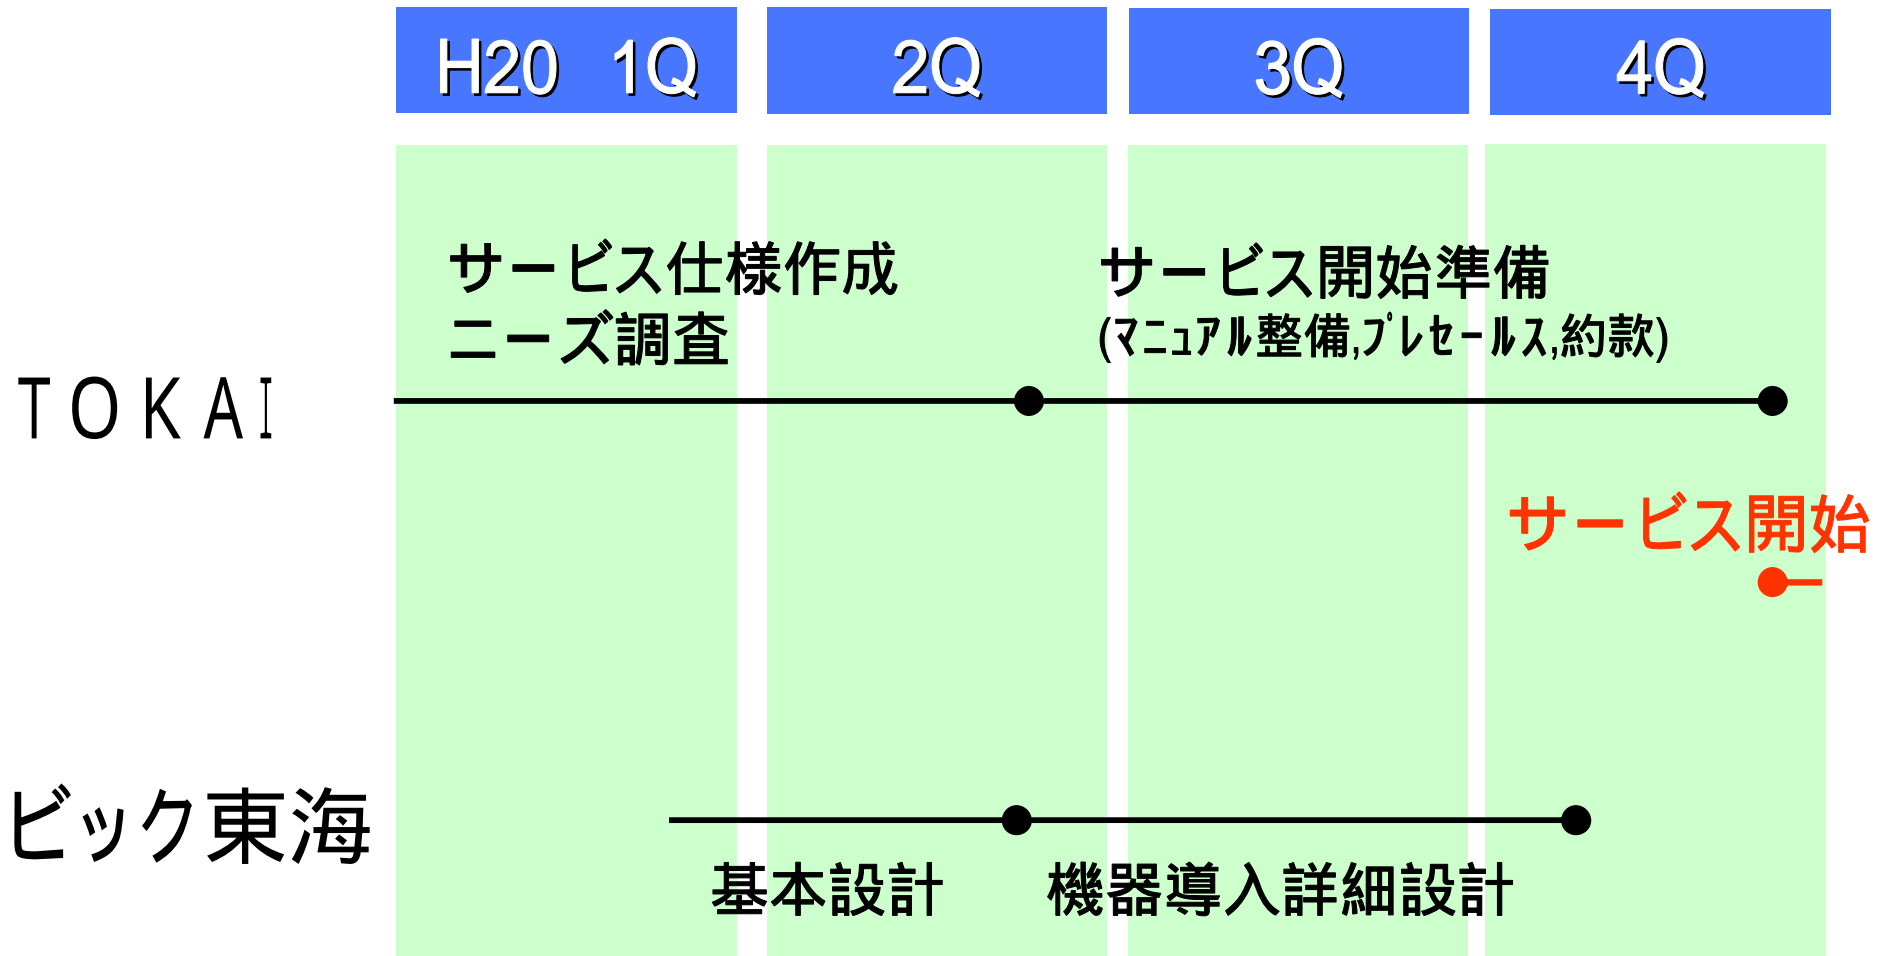 H20 1Q
2Q
3Q
4Q
サービス仕様作成
ニーズ調査
サービス開始準備
(ﾏﾆｭｱﾙ整備,ﾌﾟﾚｾｰﾙｽ,約款)
ＴＯＫＡＩ
サービス開始
ビック東海
基本設計
機器導入詳細設計